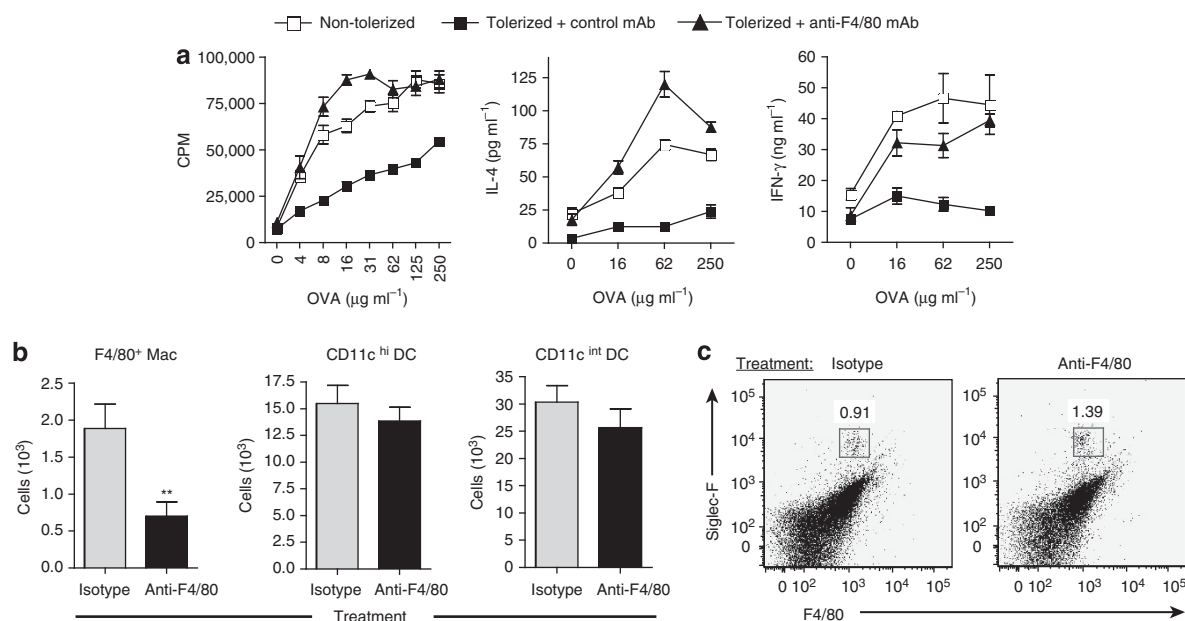 Non-tolerized Tolerized + control mAb Tolerized + anti-F4/80 mAb
a
100,000
75,000
50,000
25,000
0
CPM
0 4 8 16 31 62 125 250
OVA (μg ml⁻¹)
125
100
75
50
25
0
IL-4 (pg ml⁻¹)
0 16 62 250
OVA (μg ml⁻¹)
60
50
40
30
20
10
0
IFN-γ (ng ml⁻¹)
0 16 62 250
OVA (μg ml⁻¹)
b
F4/80⁺ Mac
2.5
2.0
1.5
1.0
0.5
0.0
Cells (10³)
**
Isotype Anti-F4/80
CD11c ʰⁱ DC
17.5
15.0
12.5
10.0
7.5
5.0
2.5
0.0
Cells (10³)
Isotype Anti-F4/80
CD11c ⁱⁿᵗ DC
35
30
25
20
15
10
5
0
Cells (10³)
Isotype Anti-F4/80
Treatment
c
Treatment: Isotype Anti-F4/80
10⁵
10⁴
10³
10²
0
Siglec-F
0.91
0 10² 10³ 10⁴ 10⁵
10⁵
10⁴
10³
10²
0
1.39
0 10² 10³ 10⁴ 10⁵
F4/80